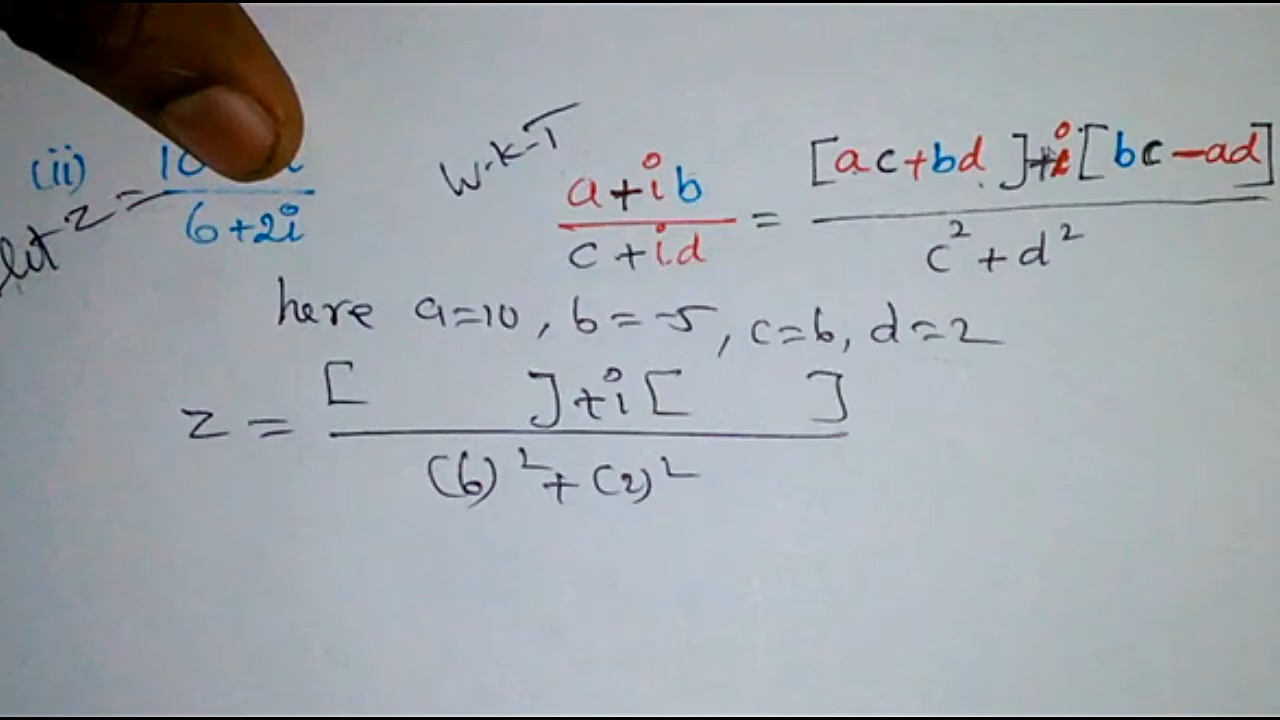 (ii) let z = 10 / 6+2i
W-K-T a+ib / c+id = [ac+bd]+i[bc-ad] / c²+d²
here a=10, b=-5, c=6, d=2
z = [ ]+i[ ] / (6)²+(2)²